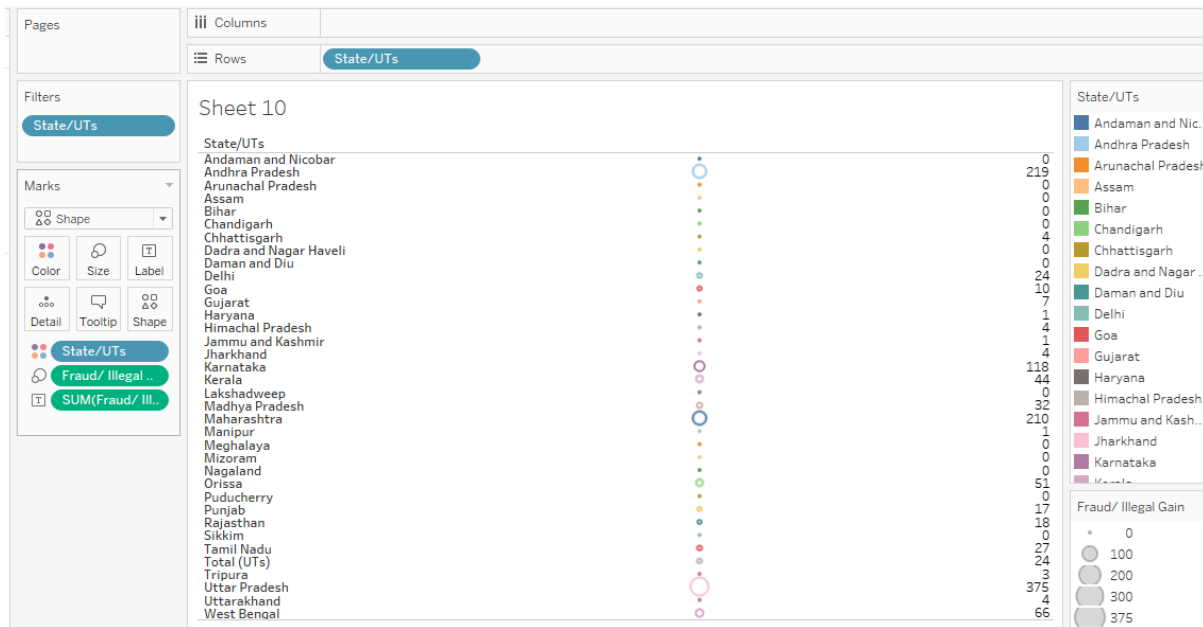 Pages
iii Columns
Rows
State/UTs
Filters
State/UTs
Marks
Shape
Color
Size
Label
Detail
Tooltip
Shape
State/UTs
Fraud/ Illegal ..
SUM(Fraud/ Ill..
Sheet 10
State/UTs
Andaman and Nicobar 0
Andhra Pradesh 219
Arunachal Pradesh 0
Assam 0
Bihar 0
Chandigarh 0
Chhattisgarh 4
Dadra and Nagar Haveli 0
Daman and Diu 0
Delhi 24
Goa 10
Gujarat 7
Haryana 1
Himachal Pradesh 4
Jammu and Kashmir 1
Jharkhand 4
Karnataka 118
Kerala 44
Lakshadweep 0
Madhya Pradesh 32
Maharashtra 210
Manipur 1
Meghalaya 0
Mizoram 0
Nagaland 0
Orissa 51
Puducherry 0
Punjab 17
Rajasthan 18
Sikkim 0
Tamil Nadu 27
Total (UTs) 24
Tripura 3
Uttar Pradesh 375
Uttarakhand 4
West Bengal 66
State/UTs
Andaman and Nic..
Andhra Pradesh
Arunachal Pradesh
Assam
Bihar
Chandigarh
Chhattisgarh
Dadra and Nagar ..
Daman and Diu
Delhi
Goa
Gujarat
Haryana
Himachal Pradesh
Jammu and Kash..
Jharkhand
Karnataka
Kerala
Fraud/ Illegal Gain
0
100
200
300
375